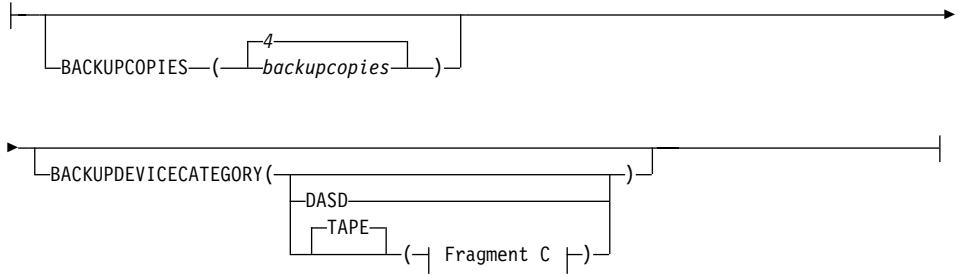 4
BACKUPCOPIES ( backupcopies )
BACKUPDEVICECATEGORY( )
DASD
TAPE
( Fragment C )